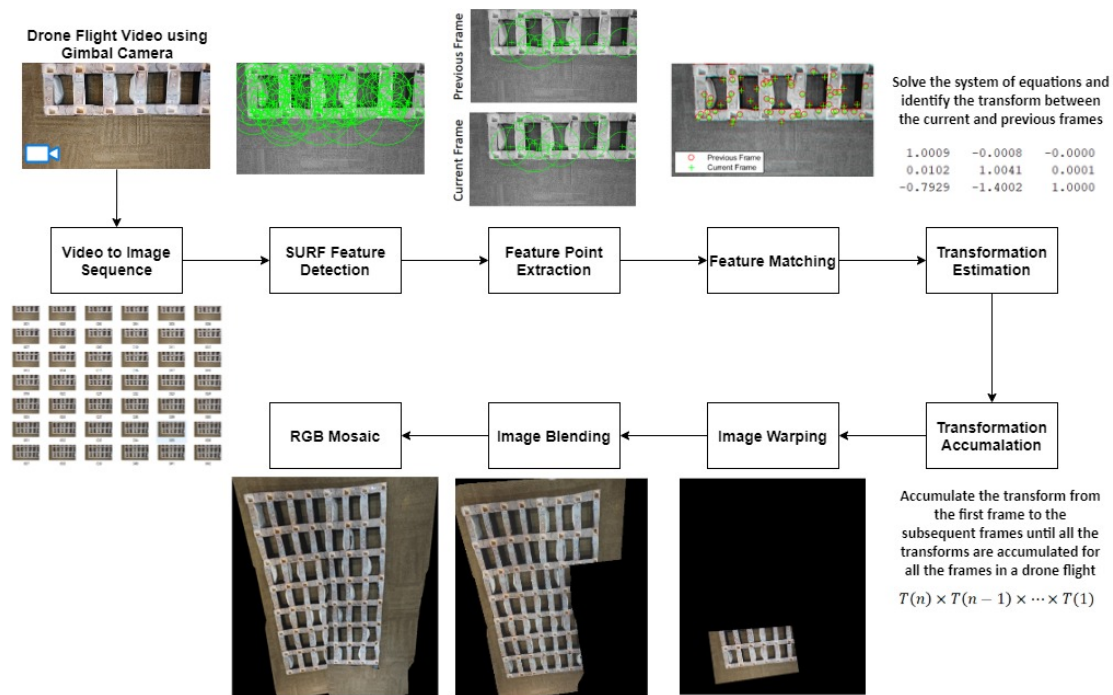 Drone Flight Video using
Gimbal Camera
Previous Frame
Current Frame
Previous Frame
Current Frame
Solve the system of equations and
identify the transform between
the current and previous frames
1.0009 -0.0008 -0.0000
0.0102 1.0041 0.0001
-0.7929 -1.4002 1.0000
Video to Image
Sequence
SURF Feature
Detection
Feature Point
Extraction
Feature Matching
Transformation
Estimation
RGB Mosaic
Image Blending
Image Warping
Transformation
Accumalation
Accumulate the transform from
the first frame to the
subsequent frames until all the
transforms are accumulated for
all the frames in a drone flight
T(n) × T(n − 1) × ⋯ × T(1)